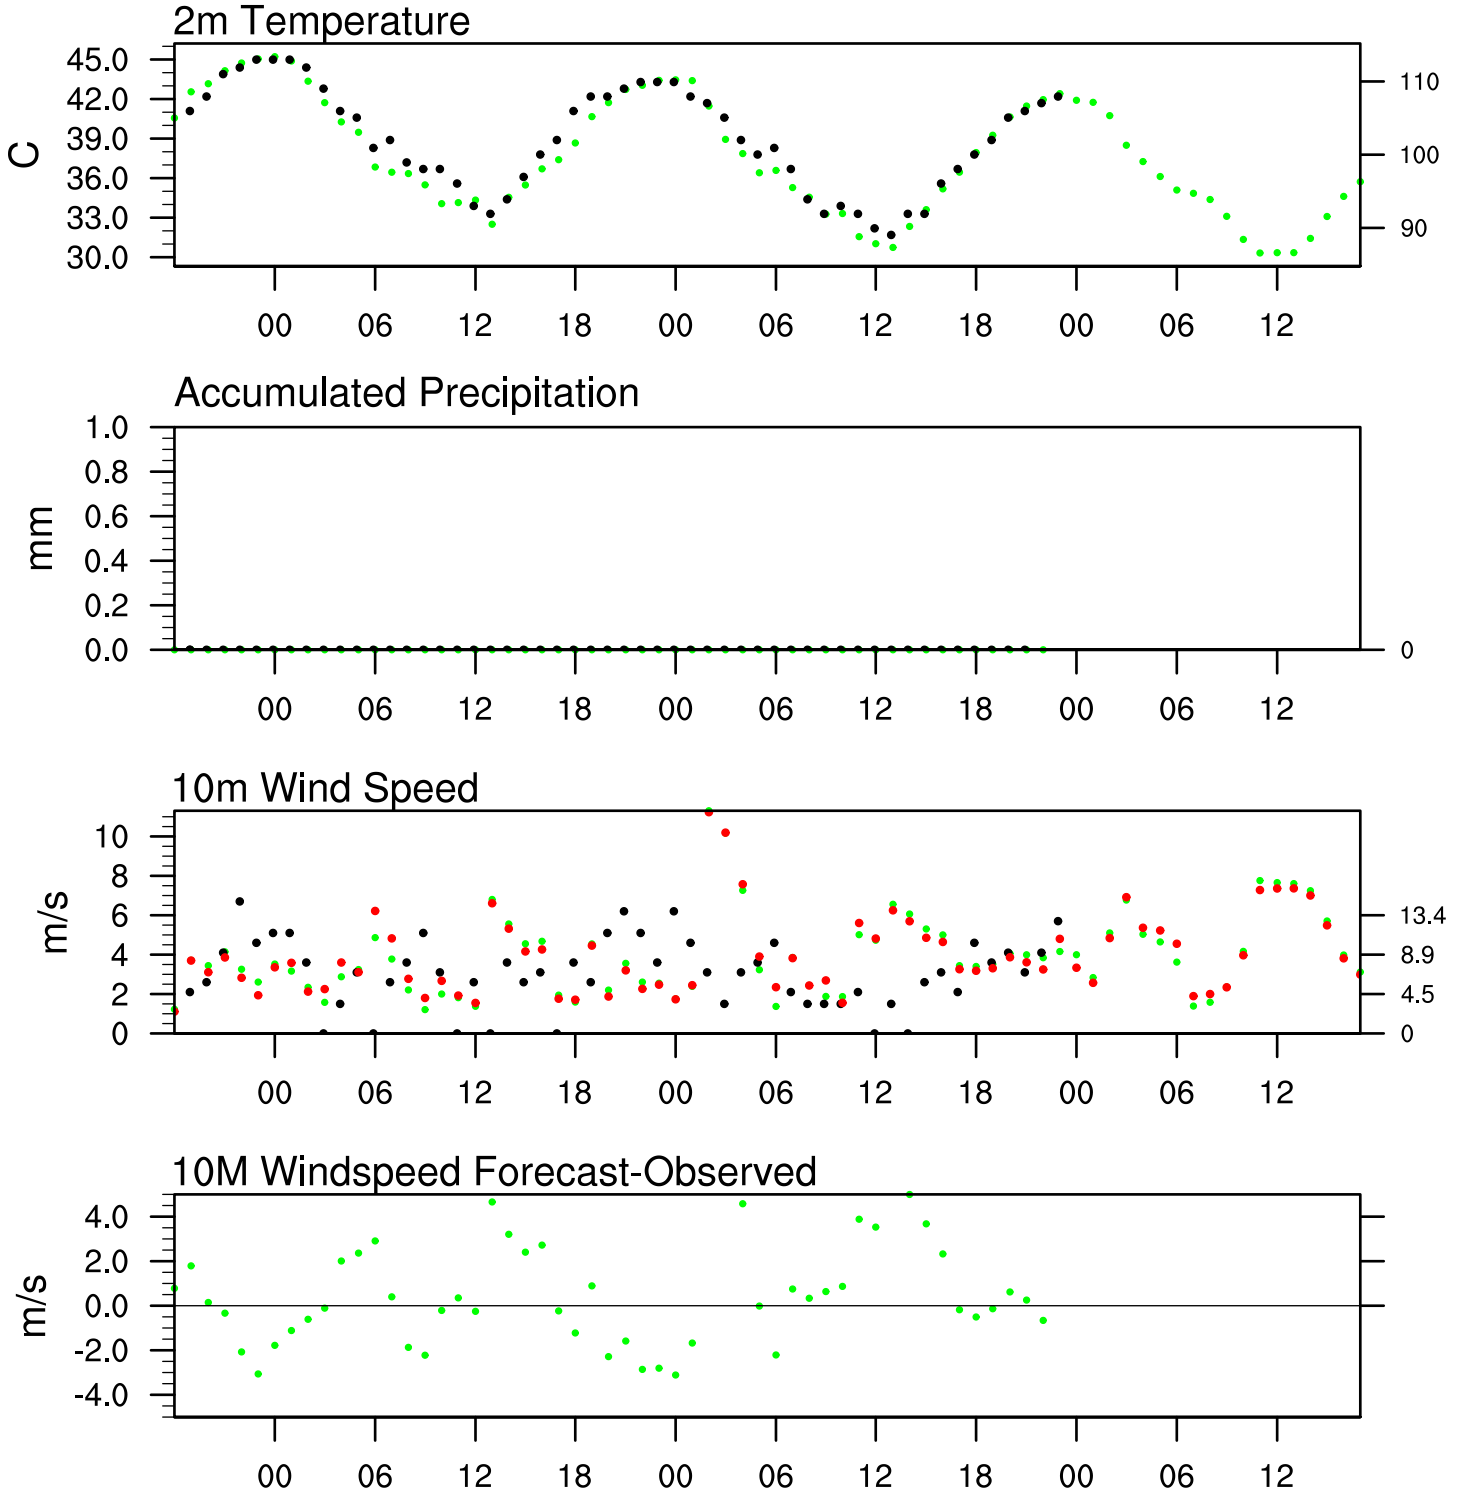 2m Temperature
45.0
42.0
39.0
36.0
33.0
30.0
C
110
100
90
00 06 12 18 00 06 12 18 00 06 12
Accumulated Precipitation
1.0
0.8
0.6
0.4
0.2
0.0
mm
0
00 06 12 18 00 06 12 18 00 06 12
10m Wind Speed
10
8
6
4
2
0
m/s
13.4
8.9
4.5
0
00 06 12 18 00 06 12 18 00 06 12
10M Windspeed Forecast-Observed
4.0
2.0
0.0
-2.0
-4.0
m/s
00 06 12 18 00 06 12 18 00 06 12